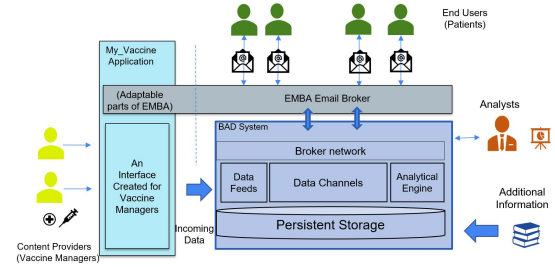 End Users
(Patients)
My_Vaccine
Application
(Adaptable
parts of EMBA)
EMBA Email Broker
Analysts
BAD System
Broker network
An
Interface
Created for
Vaccine
Managers
Data
Feeds
Data Channels
Analytical
Engine
Additional
Information
Persistent Storage
Incoming
Data
Content Providers
(Vaccine Managers)